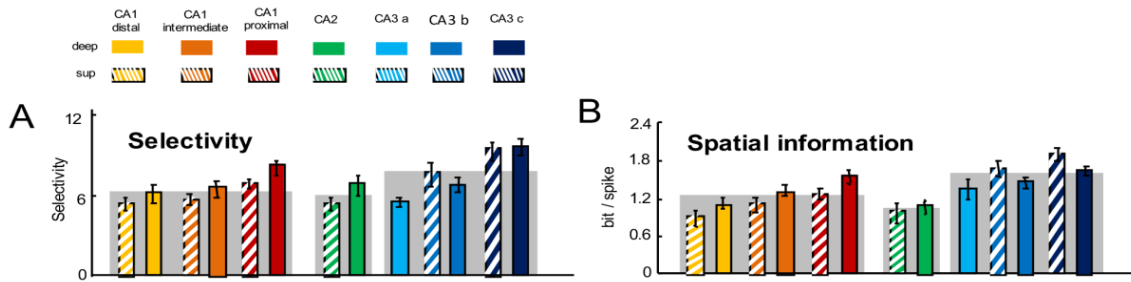 CA1 distal
CA1 intermediate
CA1 proximal
CA2
CA3 a
CA3 b
CA3 c
deep
sup
A
Selectivity
Selectivity
12
6
0
B
Spatial information
bit / spike
2.4
1.8
1.2
0.6
0